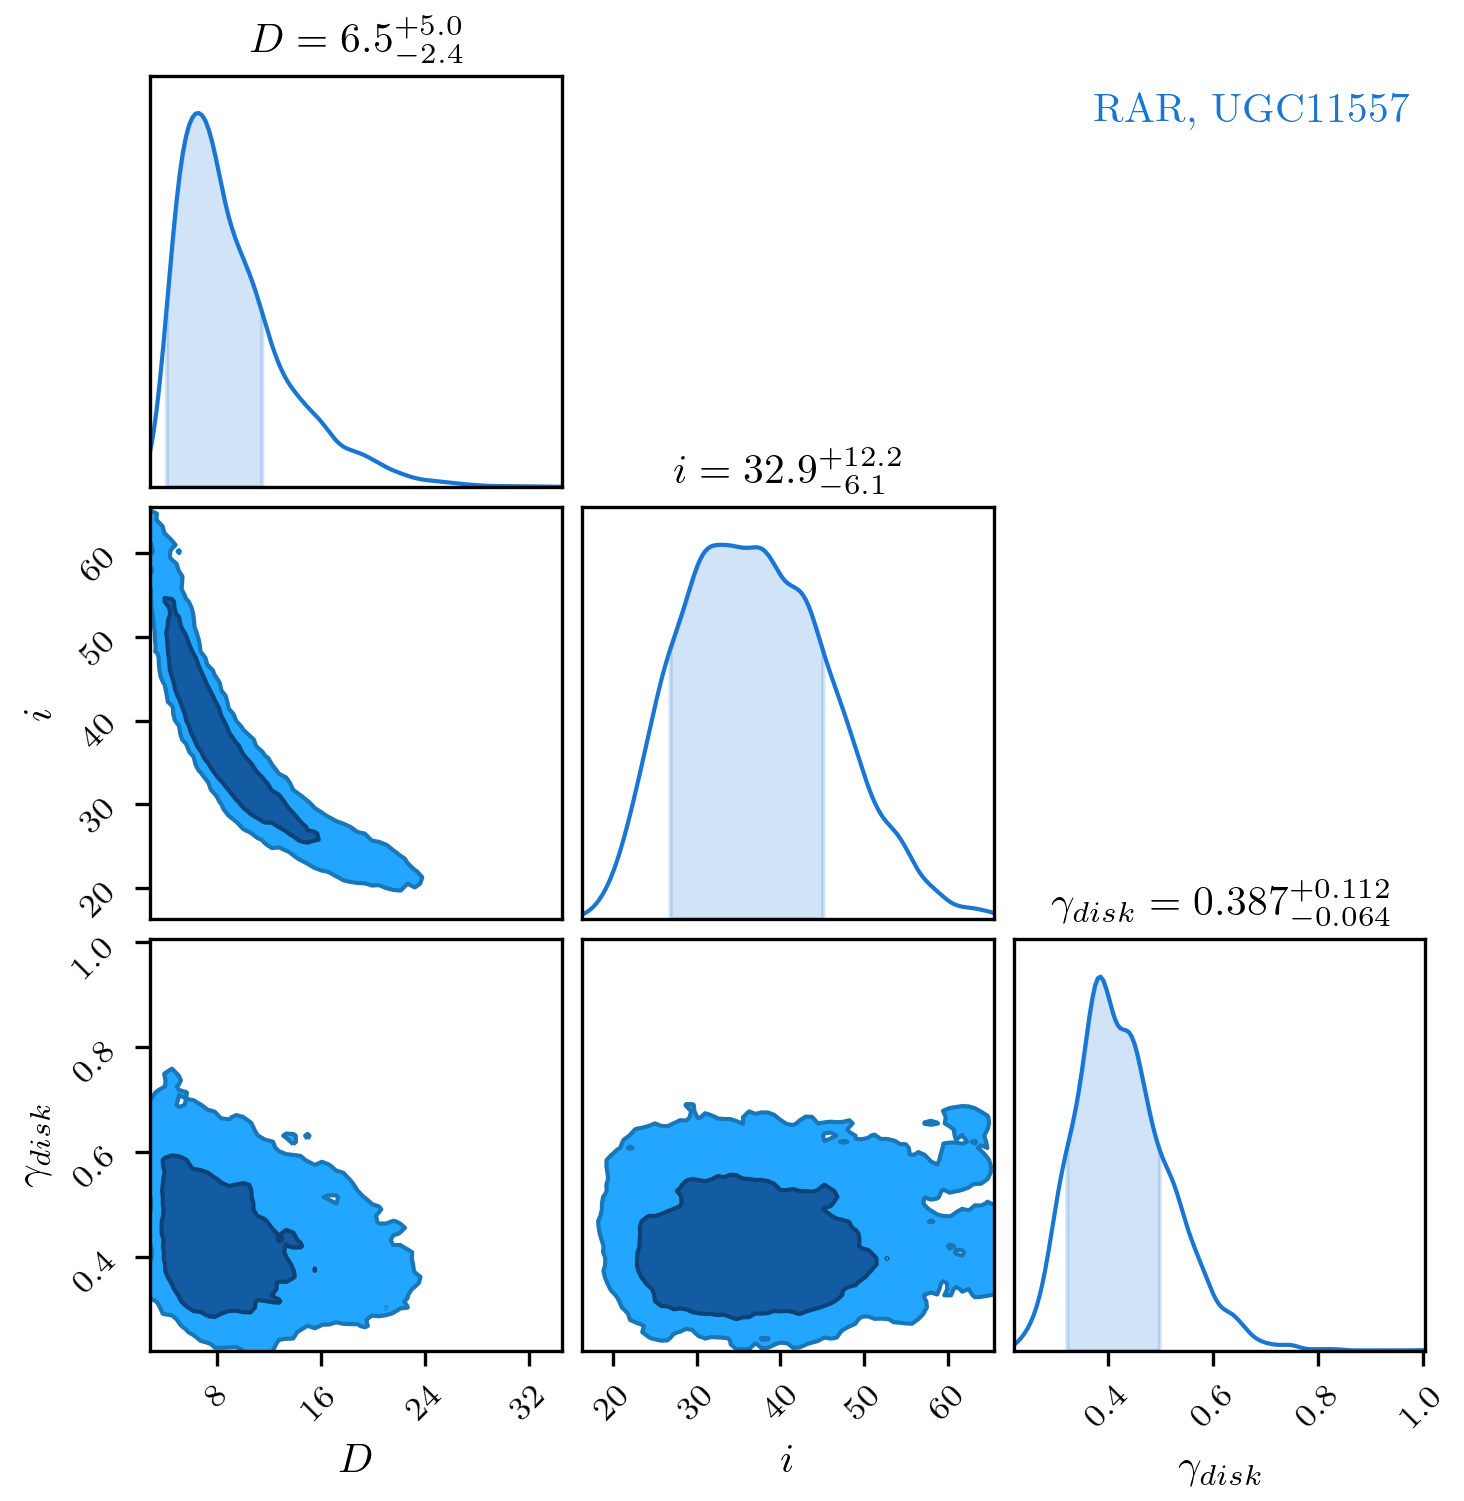 D = 6.5^{+5.0}_{-2.4}
RAR, UGC11557
i = 32.9^{+12.2}_{-6.1}
60
50
40
30
20
i
γ_{disk} = 0.387^{+0.112}_{-0.064}
1.0
0.8
0.6
0.4
γ_{disk}
8 16 24 32
20 30 40 50 60
0.4 0.6 0.8 1.0
D
i
γ_{disk}